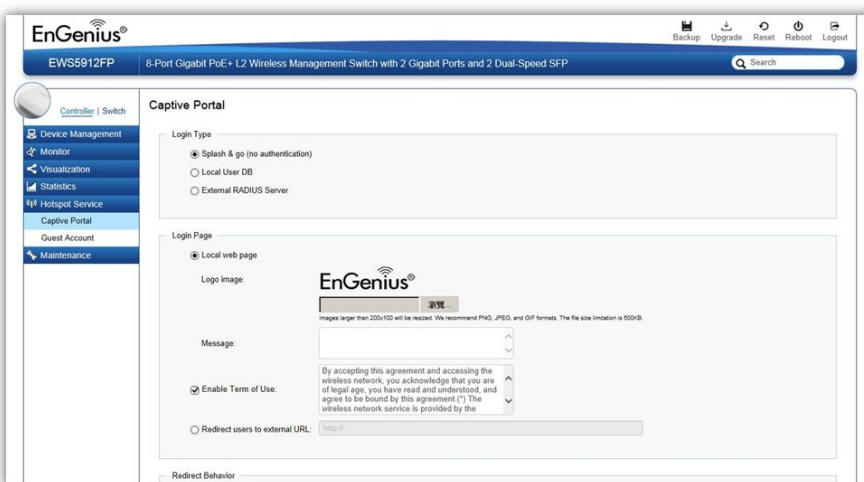 EnGenius®
Backup Upgrade Reset Reboot Logout
EWS5912FP
8-Port Gigabit PoE+ L2 Wireless Management Switch with 2 Gigabit Ports and 2 Dual-Speed SFP
Search
Controller | Switch
Captive Portal
Device Management
Monitor
Visualization
Statistics
Hotspot Service
Captive Portal
Guest Account
Maintenance
Login Type
Splash & go (no authentication)
Local User DB
External RADIUS Server
Login Page
Local web page
Logo image:
EnGenius®
瀏覽...
Images larger than 200x100 will be resized. We recommend PNG, JPEG, and GIF formats. The file size limitation is 500KB.
Message:
Enable Term of Use:
By accepting this agreement and accessing the
wireless network, you acknowledge that you are
of legal age, you have read and understood, and
agree to be bound by this agreement.(*) The
wireless network service is provided by the
Redirect users to external URL:
http://
Redirect Behavior